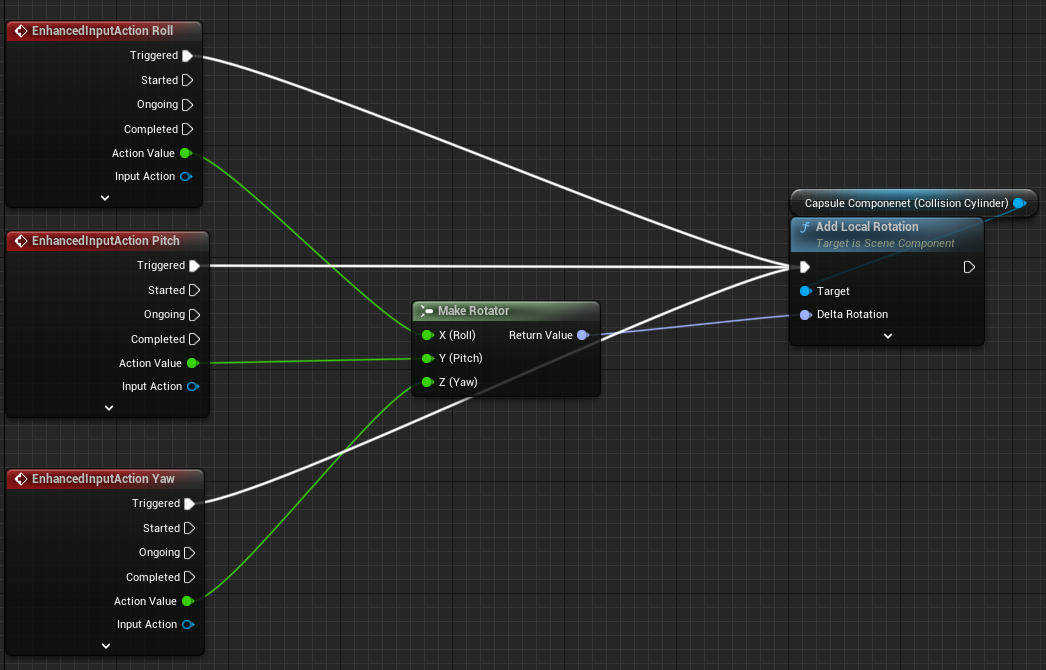 EnhancedInputAction Roll
Triggered
Started
Ongoing
Completed
Action Value
Input Action
EnhancedInputAction Pitch
Triggered
Started
Ongoing
Completed
Action Value
Input Action
EnhancedInputAction Yaw
Triggered
Started
Ongoing
Completed
Action Value
Input Action
Make Rotator
X (Roll) Return Value
Y (Pitch)
Z (Yaw)
Capsule Componenet (Collision Cylinder)
f Add Local Rotation
Target is Scene Component
Target
Delta Rotation